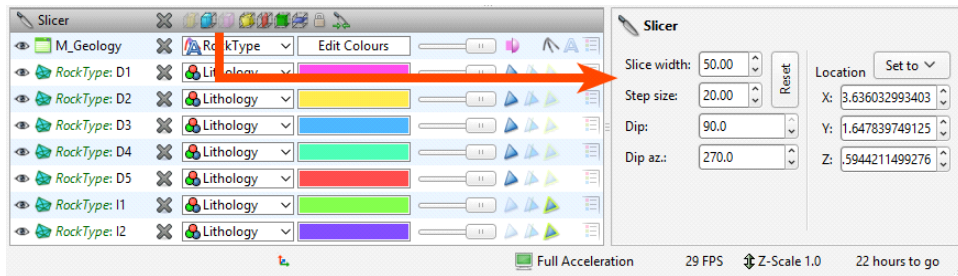 Slicer
M_Geology RockType Edit Colours
RockType: D1 Lithology
RockType: D2 Lithology
RockType: D3 Lithology
RockType: D4 Lithology
RockType: D5 Lithology
RockType: I1 Lithology
RockType: I2 Lithology
Slicer
Slice width: 50.00 Reset Location Set to
Step size: 20.00 X: 3.636032993403
Dip: 90.0 Y: 1.647839749125
Dip az.: 270.0 Z: .5944211499276
Full Acceleration 29 FPS Z-Scale 1.0 22 hours to go